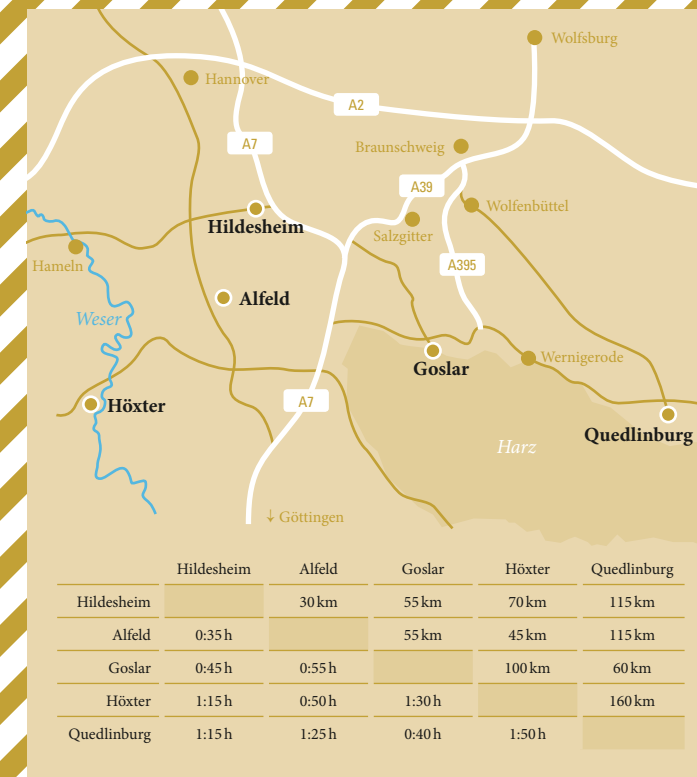 Wolfsburg
Hannover
A2
A7
Braunschweig
A39
Wolfenbüttel
Hildesheim
Salzgitter
Hameln
A395
Alfeld
Weser
Wernigerode
Goslar
A7
Höxter
Quedlinburg
Harz
↓ Göttingen
Hildesheim Alfeld Goslar Höxter Quedlinburg
Hildesheim 30 km 55 km 70 km 115 km
Alfeld 0:35 h 55 km 45 km 115 km
Goslar 0:45 h 0:55 h 100 km 60 km
Höxter 1:15 h 0:50 h 1:30 h 160 km
Quedlinburg 1:15 h 1:25 h 0:40 h 1:50 h